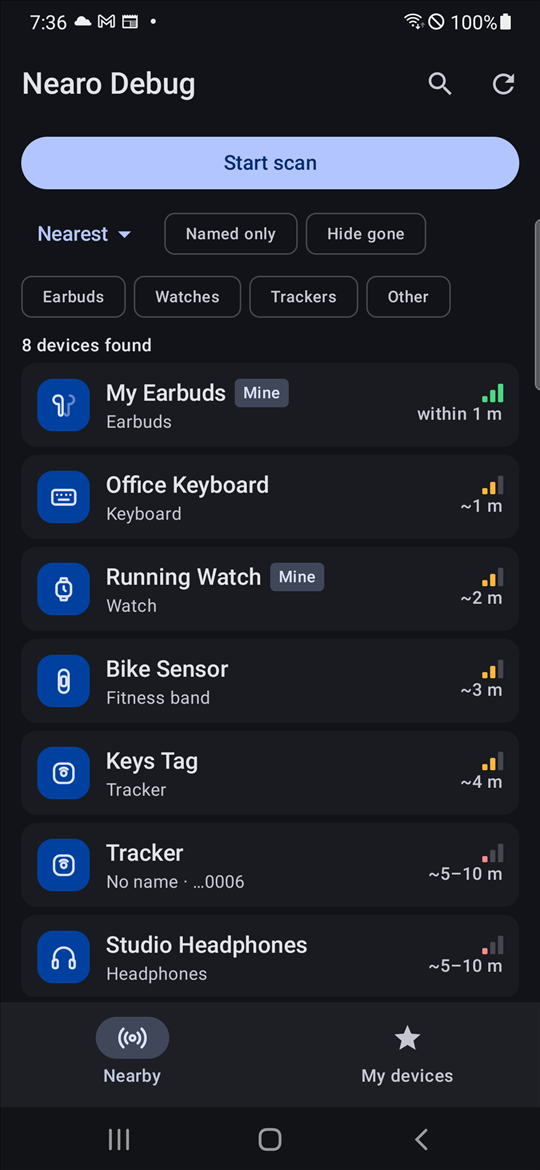 7:36 100%
Nearo Debug
Start scan
Nearest Named only Hide gone
Earbuds Watches Trackers Other
8 devices found
My Earbuds Mine
Earbuds
within 1 m
Office Keyboard
Keyboard
~1 m
Running Watch Mine
Watch
~2 m
Bike Sensor
Fitness band
~3 m
Keys Tag
Tracker
~4 m
Tracker
No name · …0006
~5–10 m
Studio Headphones
Headphones
~5–10 m
Nearby My devices